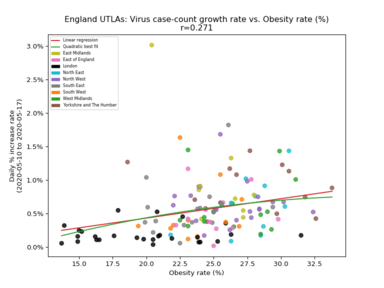 England UTLAs: Virus case-count growth rate vs. Obesity rate (%)
r=0.271
Daily % increase rate
(2020-05-10 to 2020-05-17)
3.0%
2.5%
2.0%
1.5%
1.0%
0.5%
0.0%
Linear regression
Quadratic best fit
East Midlands
East of England
London
North East
North West
South East
South West
West Midlands
Yorkshire and The Humber
15.0
17.5
20.0
22.5
25.0
27.5
30.0
32.5
Obesity rate (%)